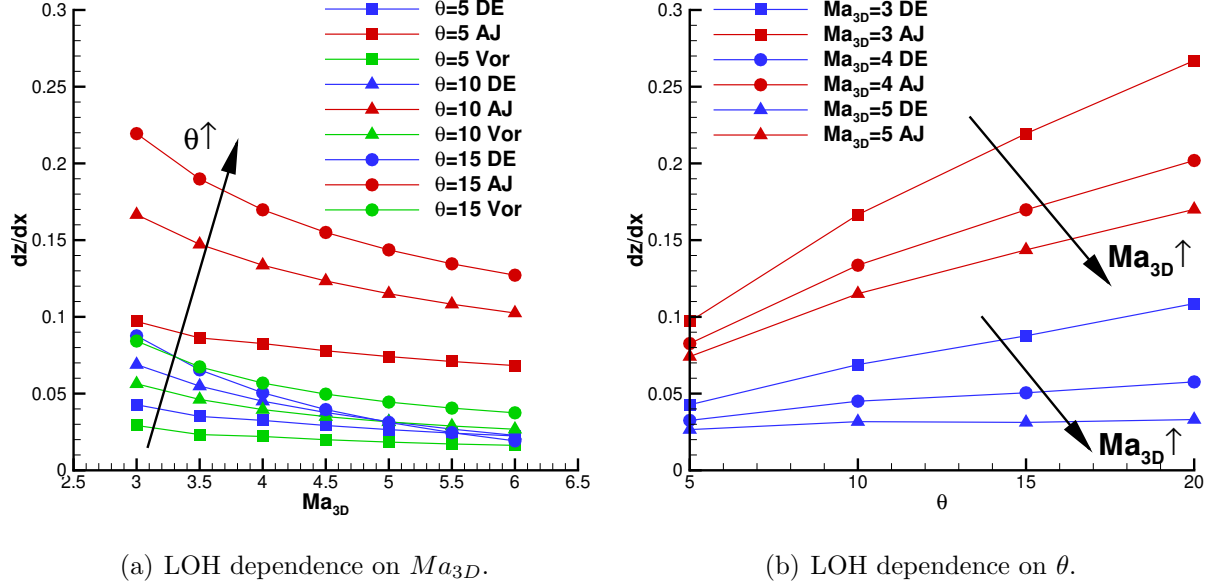 dz/dx
0.3
0.25
0.2
0.15
0.1
0.05
0
2.5 3 3.5 4 4.5 5 5.5 6 6.5
Ma3D
θ=5 DE
θ=5 AJ
θ=5 Vor
θ=10 DE
θ=10 AJ
θ=10 Vor
θ=15 DE
θ=15 AJ
θ=15 Vor
θ↑
(a) LOH dependence on Ma3D.
dz/dx
0.3
0.25
0.2
0.15
0.1
0.05
0
5 10 15 20
θ
Ma3D=3 DE
Ma3D=3 AJ
Ma3D=4 DE
Ma3D=4 AJ
Ma3D=5 DE
Ma3D=5 AJ
Ma3D↑
Ma3D↑
(b) LOH dependence on θ.